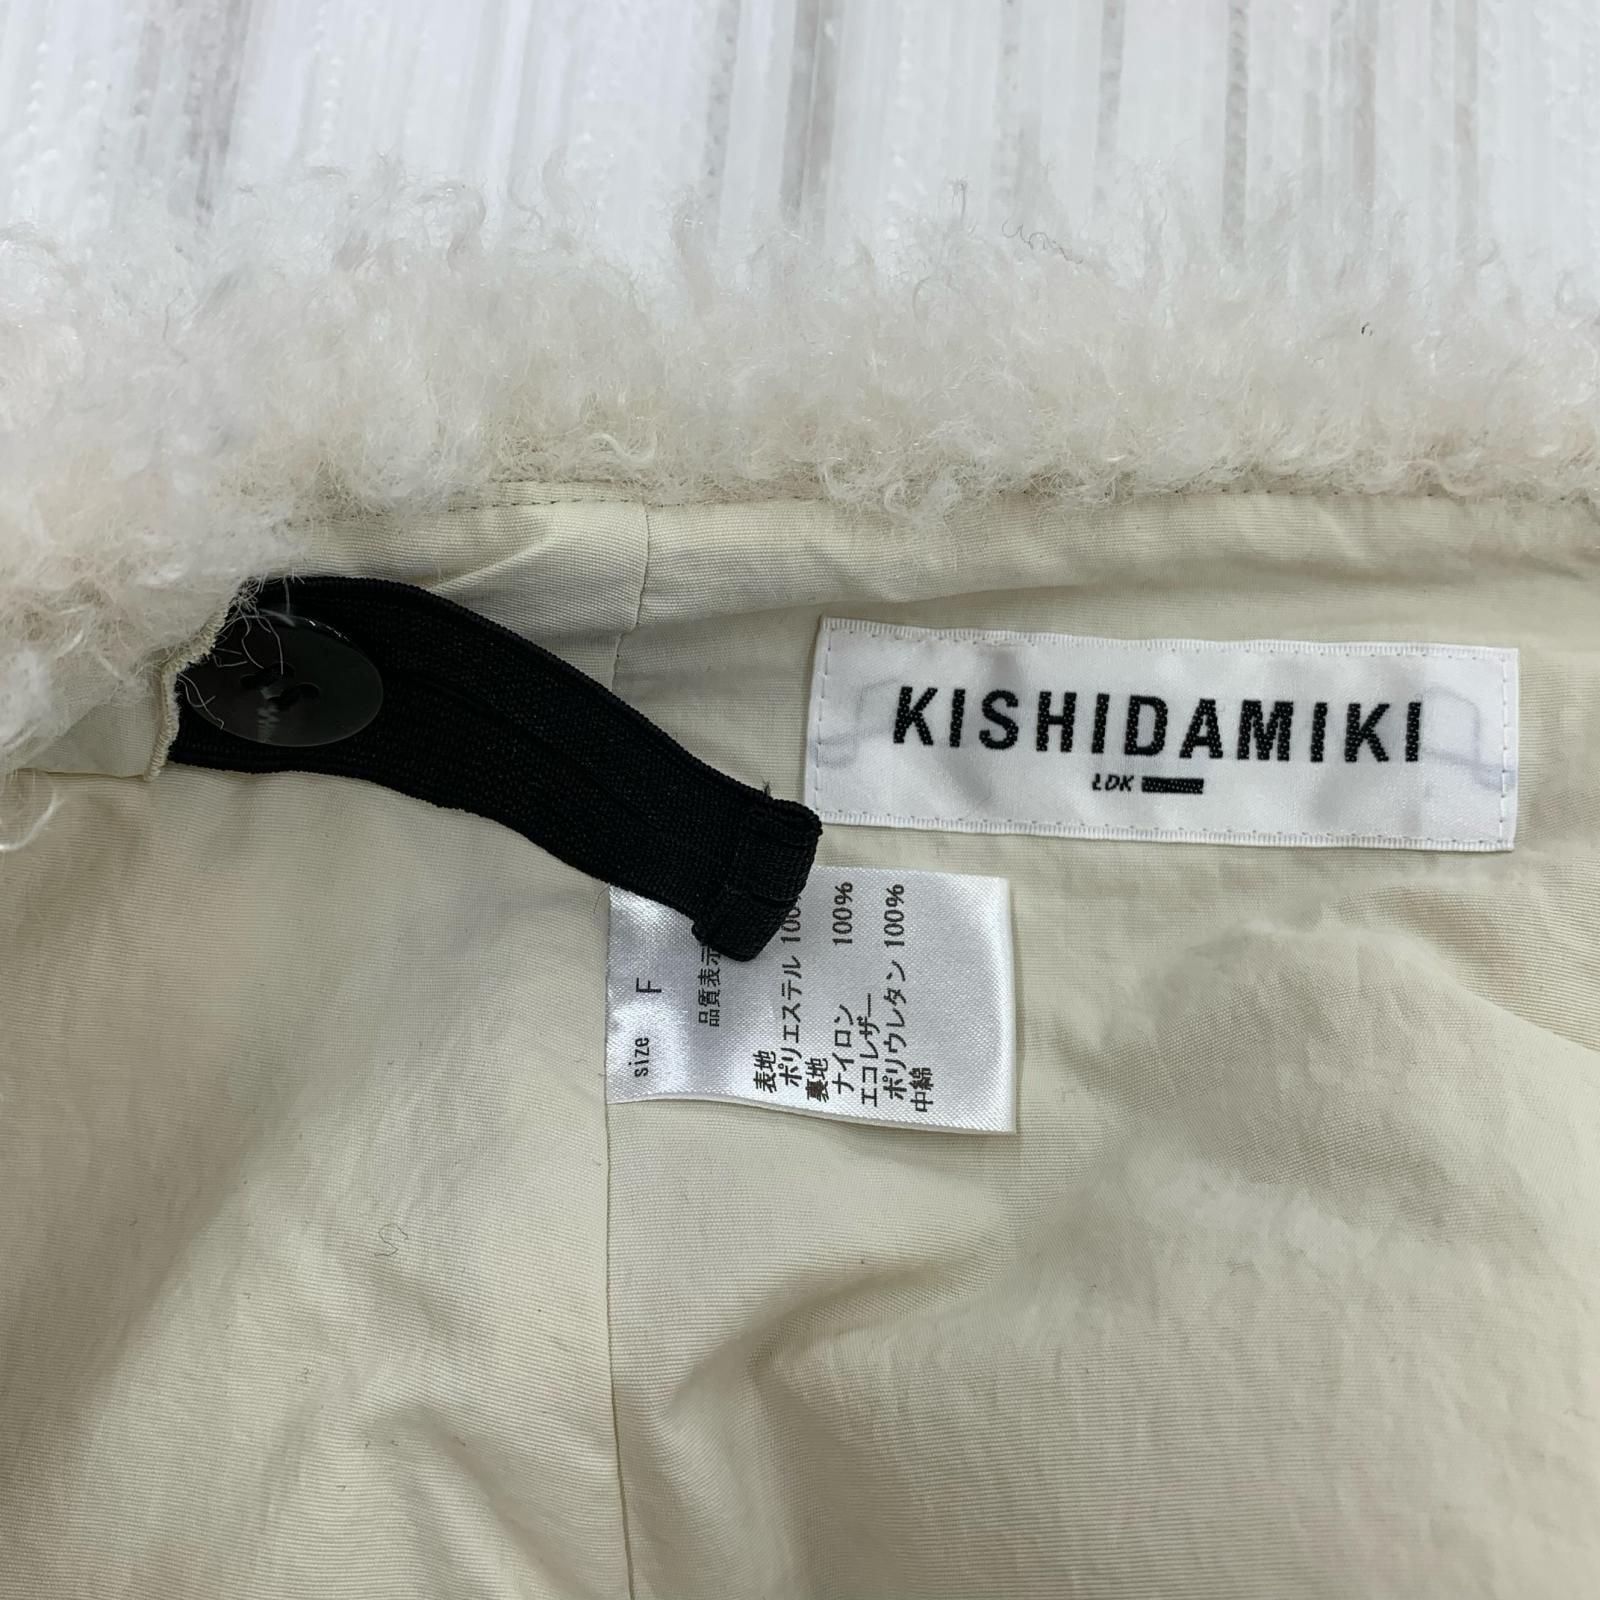 KISHIDAMIKI
LDK
size F
品質表示
表地
ポリエステル 100
裏地
ナイロン 100%
エコレザー
ポリウレタン 100%
中綿